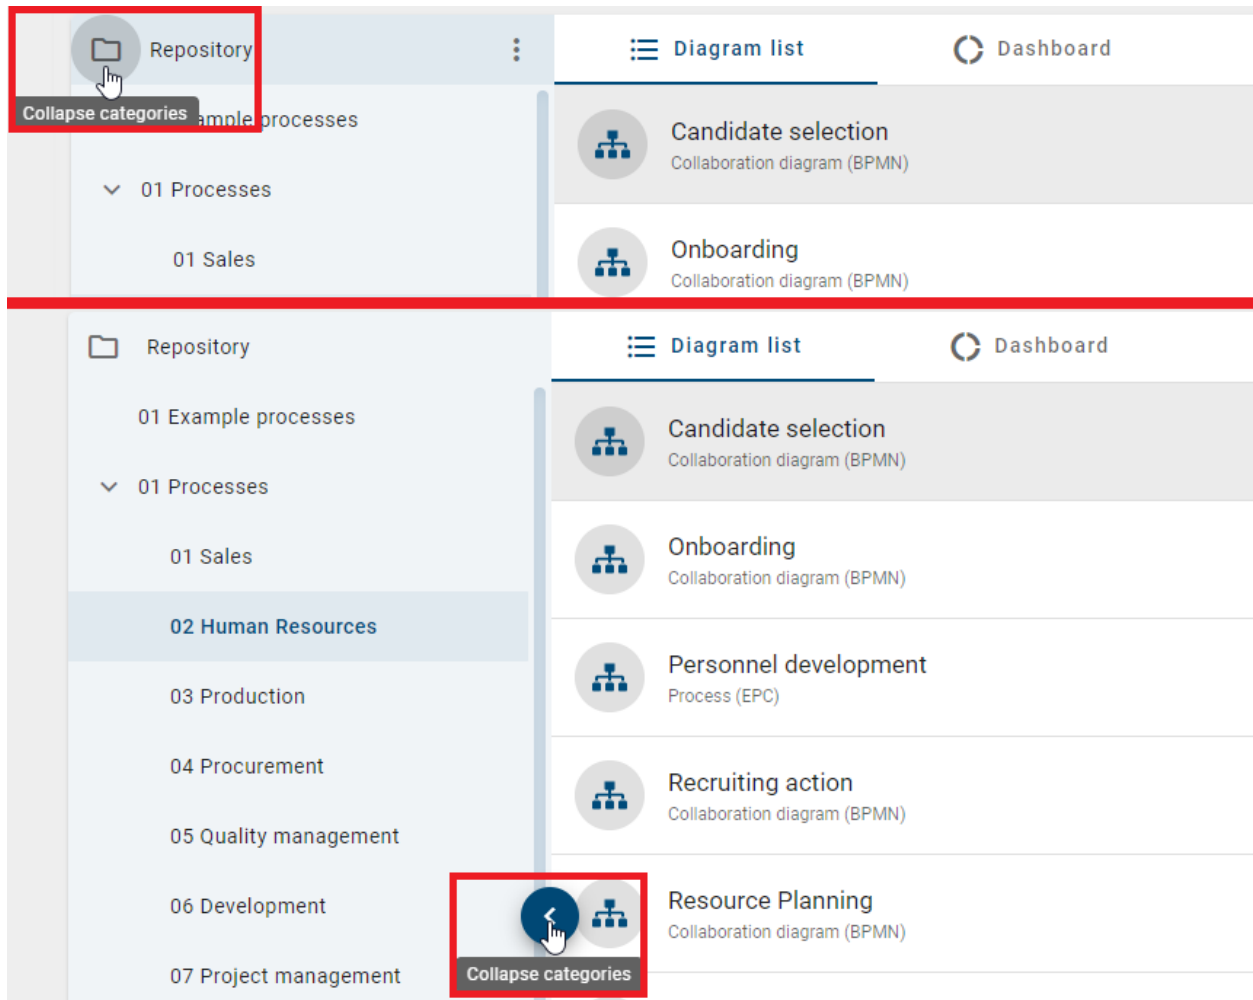 Repository
Diagram list
Dashboard
Collapse categories
ample processes
Candidate selection
Collaboration diagram (BPMN)
01 Processes
01 Sales
Onboarding
Collaboration diagram (BPMN)
Repository
Diagram list
Dashboard
01 Example processes
Candidate selection
Collaboration diagram (BPMN)
01 Processes
01 Sales
Onboarding
Collaboration diagram (BPMN)
02 Human Resources
Personnel development
Process (EPC)
03 Production
04 Procurement
Recruiting action
Collaboration diagram (BPMN)
05 Quality management
06 Development
Resource Planning
Collaboration diagram (BPMN)
07 Project management
Collapse categories